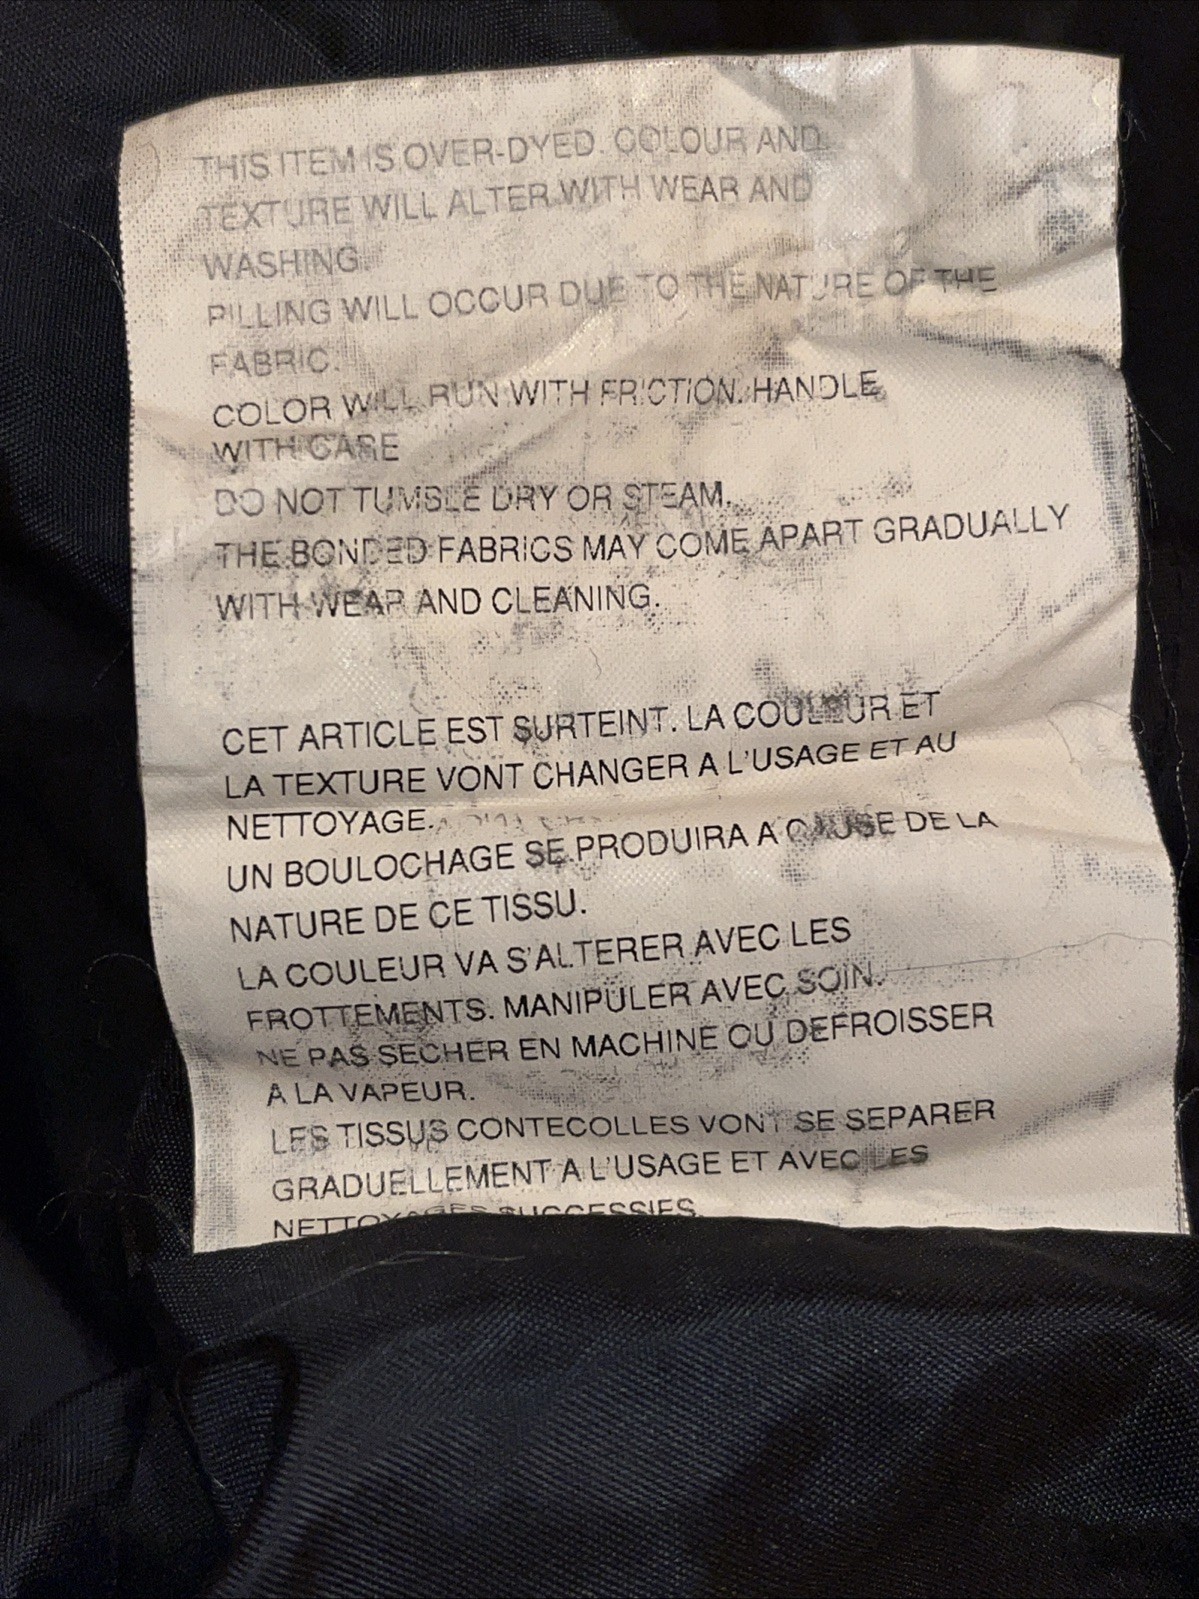 THIS ITEM IS OVER-DYED. COLOUR AND
TEXTURE WILL ALTER WITH WEAR AND
WASHING.
PILLING WILL OCCUR DUE TO THE NATURE OF THE
FABRIC.
COLOR WILL RUN WITH FRICTION. HANDLE
WITH CARE
DO NOT TUMBLE DRY OR STEAM.
THE BONDED FABRICS MAY COME APART GRADUALLY
WITH WEAR AND CLEANING.
CET ARTICLE EST SURTEINT. LA COULEUR ET
LA TEXTURE VONT CHANGER A L'USAGE ET AU
NETTOYAGE.
UN BOULOCHAGE SE PRODUIRA A CAUSE DE LA
NATURE DE CE TISSU.
LA COULEUR VA S'ALTERER AVEC LES
FROTTEMENTS. MANIPULER AVEC SOIN.
NE PAS SECHER EN MACHINE OU DEFROISSER
A LA VAPEUR.
LES TISSUS CONTECOLLES VONT SE SEPARER
GRADUELLEMENT A L'USAGE ET AVEC LES
NETTOYAGES SUCCESSIFS.